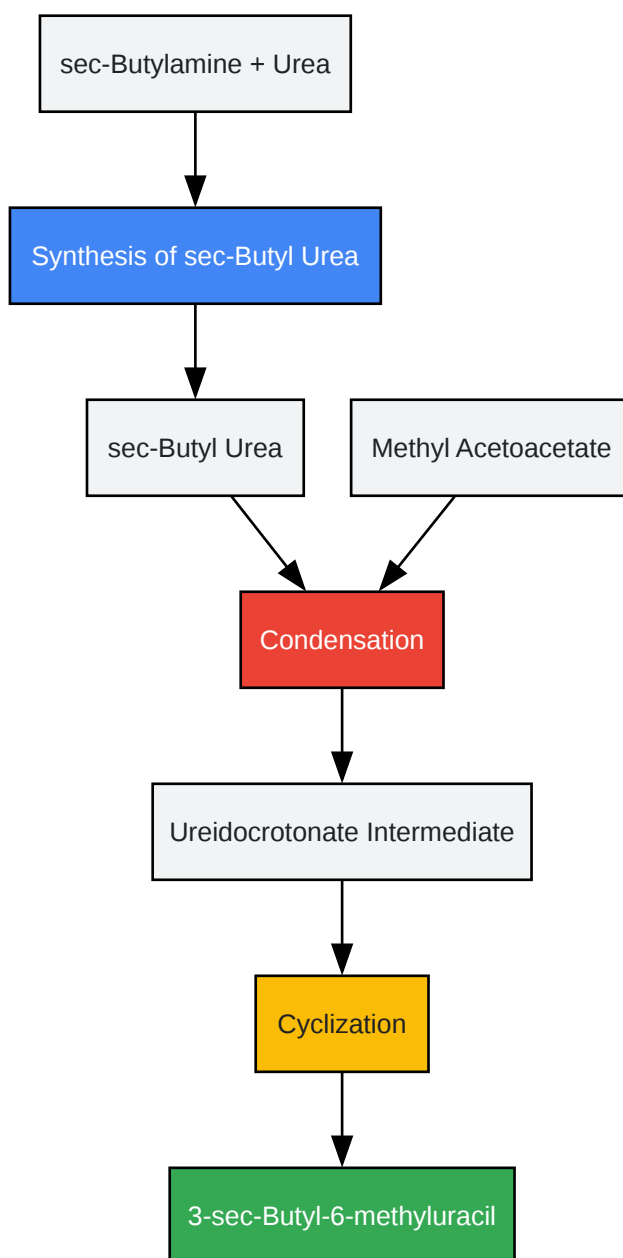 sec-Butylamine + Urea
Synthesis of sec-Butyl Urea
sec-Butyl Urea
Methyl Acetoacetate
Condensation
Ureidocrotonate Intermediate
Cyclization
3-sec-Butyl-6-methyluracil